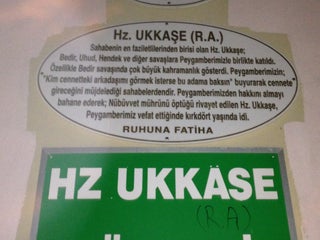 Hz. UKKAŞE (R.A.)
Sahabenin en faziletlilerinden birisi olan Hz. Ukkaşe;
Bedir, Uhud, Hendek ve diğer savaşlara Peygamberimizle birlikte katıldı.
Özellikle Bedir savaşında çok büyük kahramanlık gösterdi. Peygamberimizin;
"Kim cennetteki arkadaşımı görmek isterse bu adama baksın" buyurarak cennete
gireceğini müjdelediği sahabelerdendir. Peygamberimizden hakkını almayı
bahane ederek; Nübüvvet mührünü öptüğü rivayet edilen Hz. Ukkaşe,
Peygamberimiz vefat ettiğinde kırkdört yaşında idi.
RUHUNA FATİHA
HZ UKKÄSE
(RA)